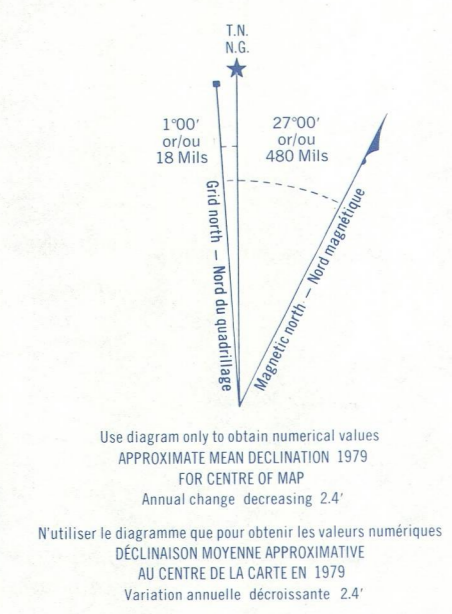 T.N.
N.G.
1°00'
or/ou
18 Mils
27°00'
or/ou
480 Mils
Grid north — Nord du quadrillage
Magnetic north — Nord magnétique
Use diagram only to obtain numerical values
APPROXIMATE MEAN DECLINATION 1979
FOR CENTRE OF MAP
Annual change decreasing 2.4'
N'utiliser le diagramme que pour obtenir les valeurs numériques
DÉCLINAISON MOYENNE APPROXIMATIVE
AU CENTRE DE LA CARTE EN 1979
Variation annuelle décroissante 2.4'